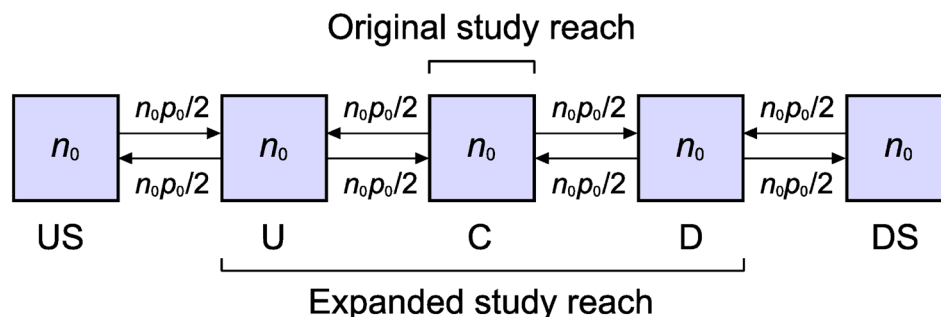 Original study reach
n₀p₀/2 n₀p₀/2 n₀p₀/2 n₀p₀/2
n₀ n₀ n₀ n₀ n₀
n₀p₀/2 n₀p₀/2 n₀p₀/2 n₀p₀/2
US U C D DS
Expanded study reach